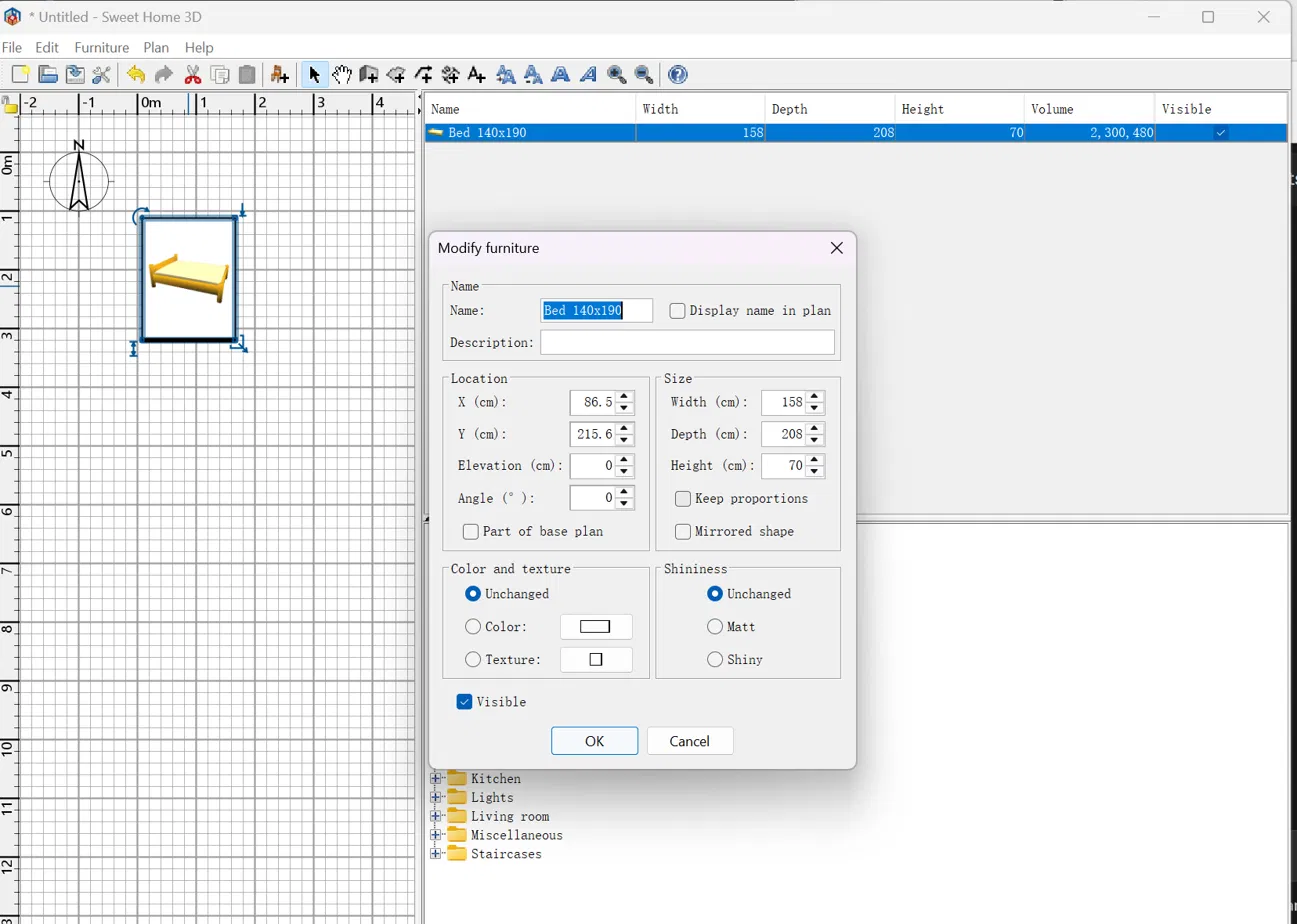 * Untitled - Sweet Home 3D
File Edit Furniture Plan Help
-2 -1 0m 1 2 3 4
Name Width Depth Height Volume Visible
Bed 140x190 158 208 70 2,300,480
N
0m
1
2
3
4
5
6
7
8
9
10
11
12
Modify furniture
Name
Name: Bed 140x190 Display name in plan
Description:
Location
X (cm): 86.5
Y (cm): 215.6
Elevation (cm): 0
Angle (°): 0
Part of base plan
Size
Width (cm): 158
Depth (cm): 208
Height (cm): 70
Keep proportions
Mirrored shape
Color and texture
Unchanged
Color:
Texture:
Shininess
Unchanged
Matt
Shiny
Visible
OK Cancel
Kitchen
Lights
Living room
Miscellaneous
Staircases